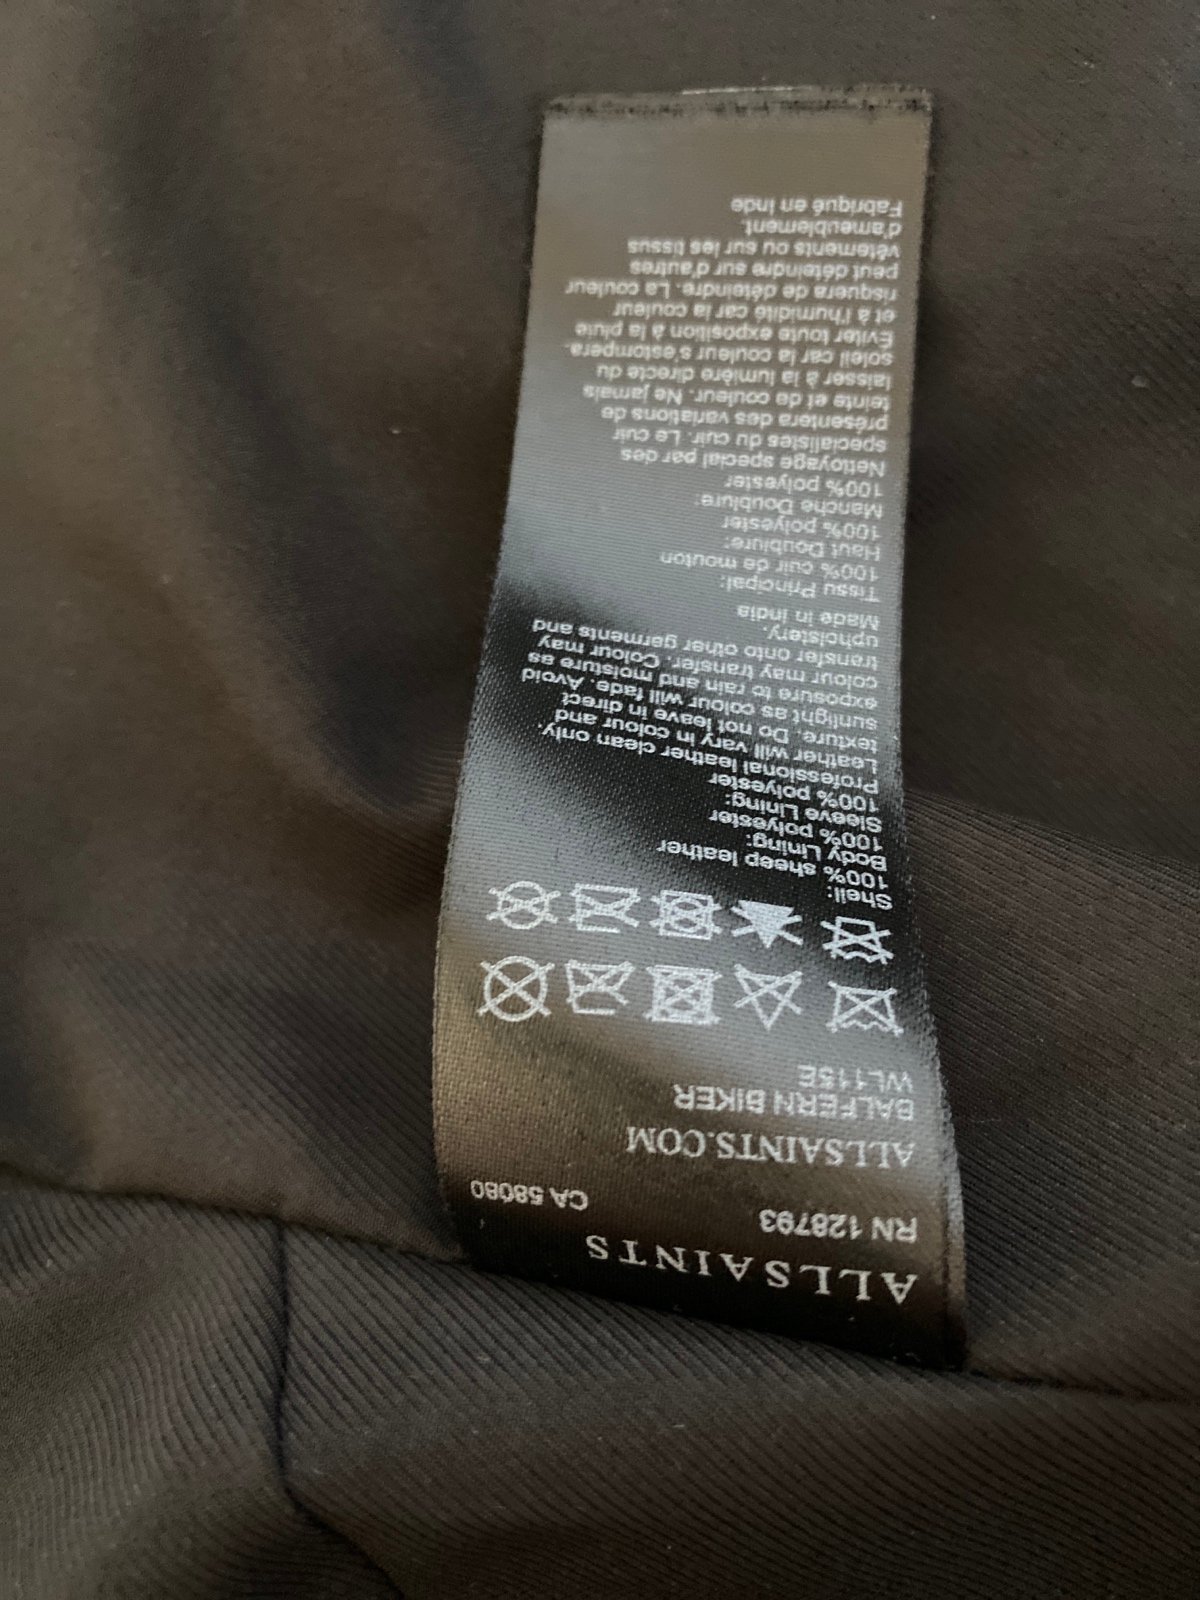 ALLSAINTS
RN 128793 CA 58080
ALLSAINTS.COM
BALFERN BIKER
WL115E
Shell:
100% sheep leather
Body Lining:
100% polyester
Sleeve Lining:
100% polyester
Professional leather clean only.
Leather will vary in colour and
texture. Do not leave in direct
sunlight as colour will fade. Avoid
exposure to rain and moisture as
colour may transfer. Colour may
transfer onto other garments and
upholstery.
Made in India
Tissu Principal:
100% cuir de mouton
Haut Doublure:
100% polyester
Manche Doublure:
100% polyester
Nettoyage special par des
specialistes du cuir. Le cuir
présentera des variations de
teinte et de couleur. Ne jamais
laisser à la lumière directe du
soleil car la couleur s'estompera.
Eviter toute exposition à la pluie
et à l'humidité car la couleur
risquera de déteindre. La couleur
peut déteindre sur d'autres
vêtements ou sur les tissus
d'ameublement.
Fabriqué en Inde